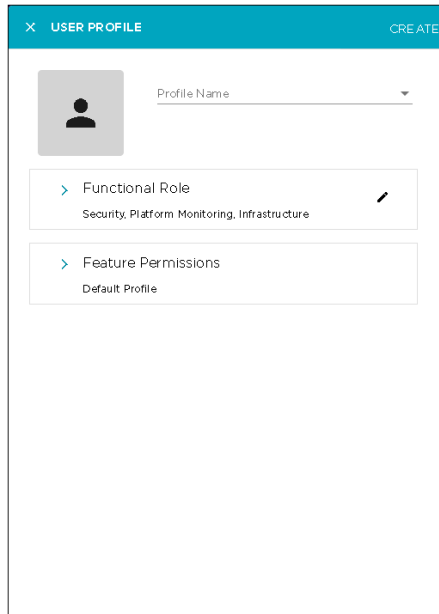 USER PROFILE
CREATE
Profile Name
Functional Role
Security, Platform Monitoring, Infrastructure
Feature Permissions
Default Profile